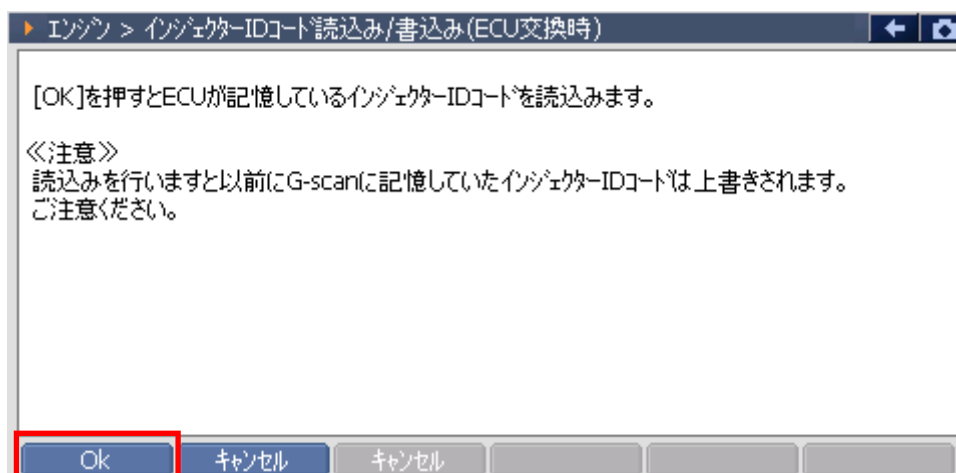 エンジン > インジェクターIDコード読込み/書込み(ECU交換時)
[OK]を押すとECUが記憶しているインジェクターIDコードを読込みます。
≪注意≫
読込みを行いますと以前にG-scanに記憶していたインジェクターIDコードは上書きされます。
ご注意ください。
Ok キャンセル キャンセル